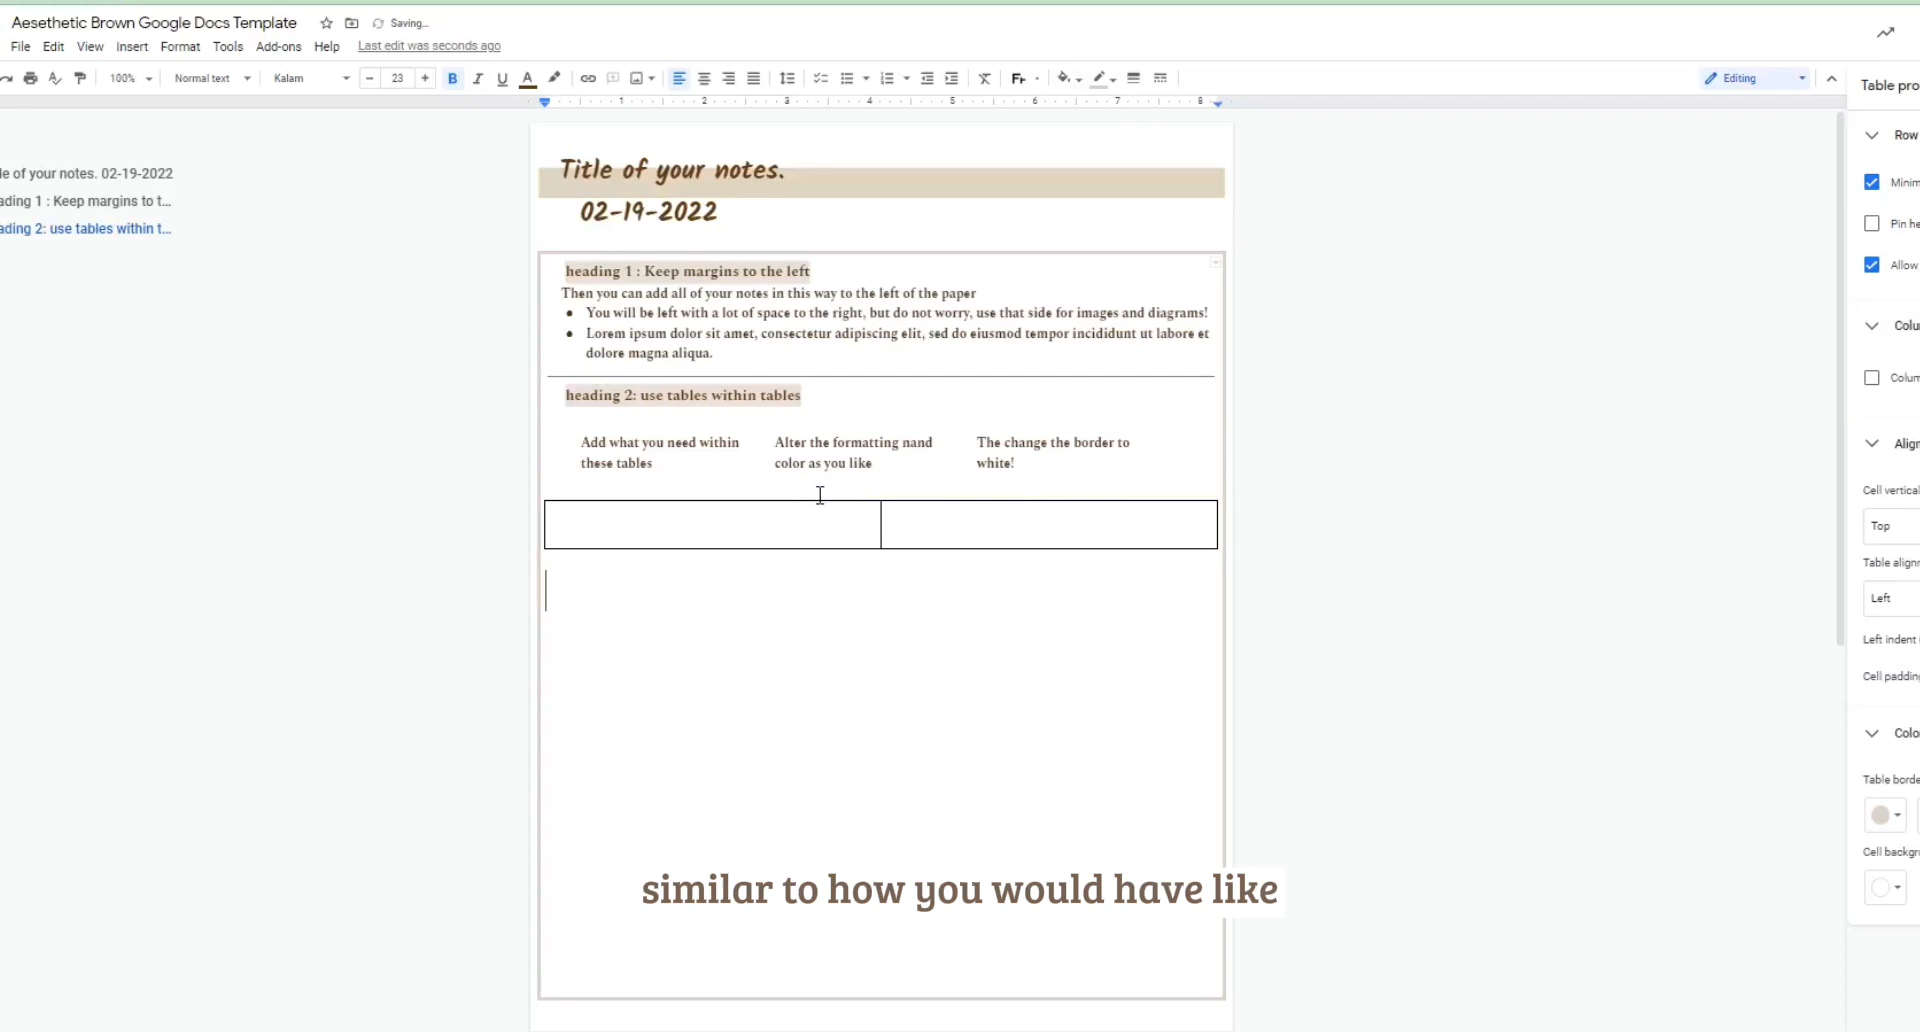 Aesethetic Brown Google Docs Template
Saving...
File Edit View Insert Format Tools Add-ons Help Last edit was seconds ago
100% Normal text Kalam - 23 + B I U A Editing
1 2 3 4 5 6 7 8
Table pro
Row
Minim
Pin he
Allow
Colu
Colum
Align
Cell vertical
Top
Table alignm
Left
Left indent
Cell padding
Colo
Table borde
Cell backgr
le of your notes. 02-19-2022
ading 1 : Keep margins to t...
ading 2: use tables within t...
Title of your notes.
02-19-2022
heading 1 : Keep margins to the left
Then you can add all of your notes in this way to the left of the paper
● You will be left with a lot of space to the right, but do not worry, use that side for images and diagrams!
● Lorem ipsum dolor sit amet, consectetur adipiscing elit, sed do eiusmod tempor incididunt ut labore et
dolore magna aliqua.
heading 2: use tables within tables
Add what you need within
these tables
Alter the formatting nand
color as you like
The change the border to
white!
similar to how you would have like